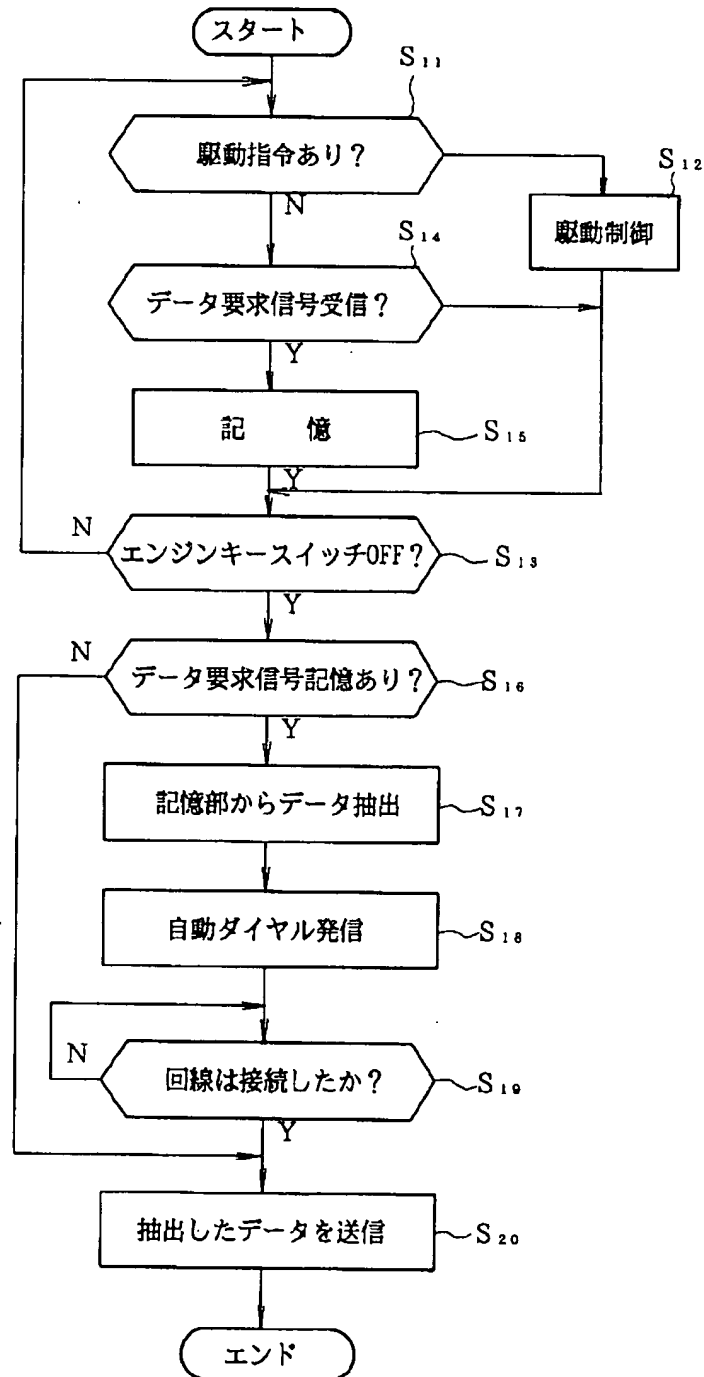 スタート
S11
駆動指令あり?
S12
N
駆動制御
S14
データ要求信号受信?
Y
記 憶
S15
Y
N
エンジンキースイッチOFF?
S13
Y
N
データ要求信号記憶あり?
S16
Y
記憶部からデータ抽出
S17
自動ダイヤル発信
S18
N
回線は接続したか?
S19
Y
抽出したデータを送信
S20
エンド